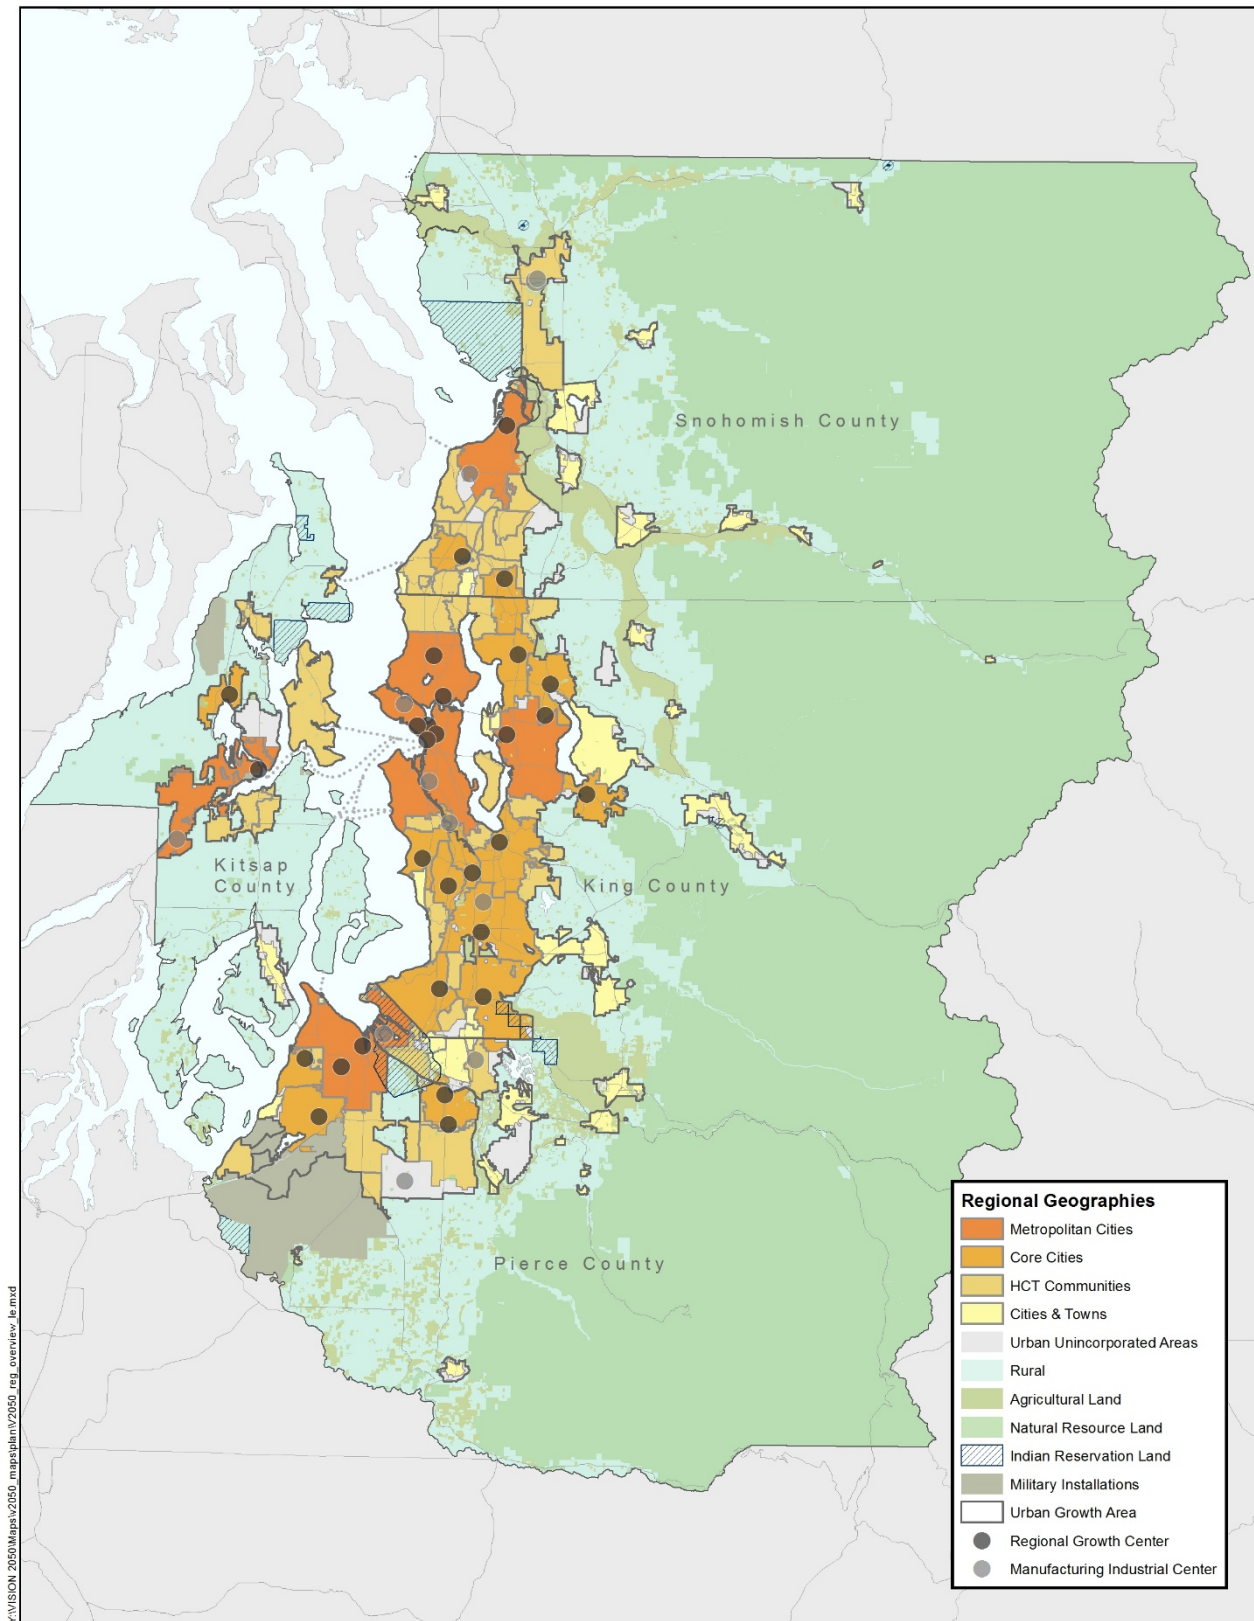 Snohomish County
Kitsap
County
King County
Pierce County
Regional Geographies
Metropolitan Cities
Core Cities
HCT Communities
Cities & Towns
Urban Unincorporated Areas
Rural
Agricultural Land
Natural Resource Land
Indian Reservation Land
Military Installations
Urban Growth Area
Regional Growth Center
Manufacturing Industrial Center
Y:\VISION 2050\Maps\v2050_maps\plan\V2050_reg_overview_le.mxd